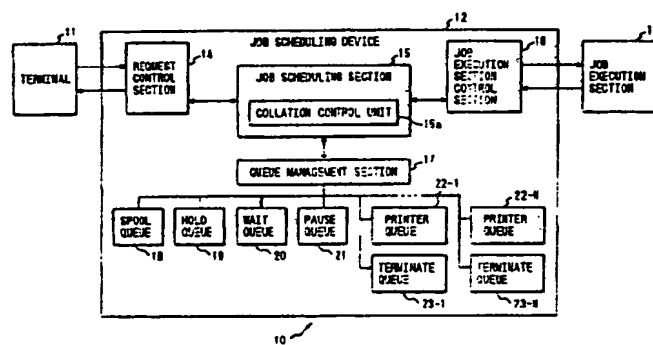 12
JOB SCHEDULING DEVICE
11
TERMINAL
14
REQUEST
CONTROL
SECTION
15
JOB SCHEDULING SECTION
COLLATION CONTROL UNIT
15a
JOB
EXECUTION
SECTION
CONTROL
SECTION
JOB
EXECUTION
SECTION
17
QUEUE MANAGEMENT SECTION
SPOOL
QUEUE
18
HOLD
QUEUE
19
WAIT
QUEUE
20
PAUSE
QUEUE
21
22-1
PRINTER
QUEUE
22-N
PRINTER
QUEUE
TERMINATE
QUEUE
23-1
TERMINATE
QUEUE
23-N
10